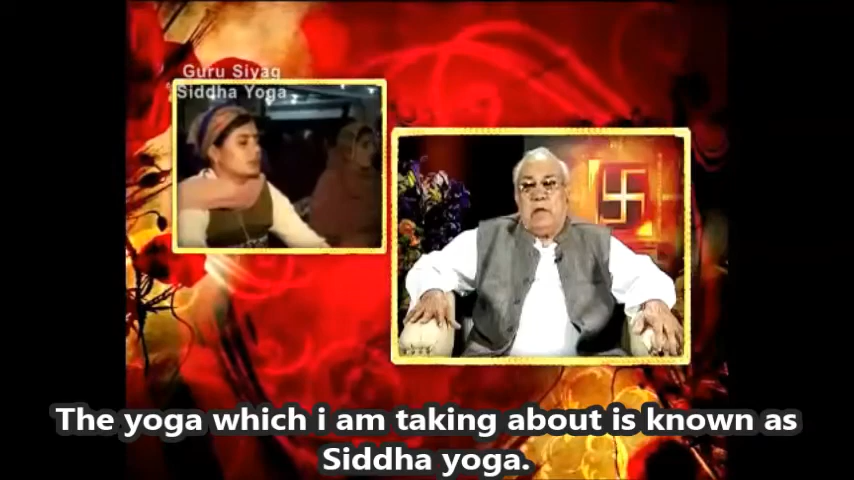 Guru Siyag
Siddha Yoga
The yoga which i am taking about is known as
Siddha yoga.